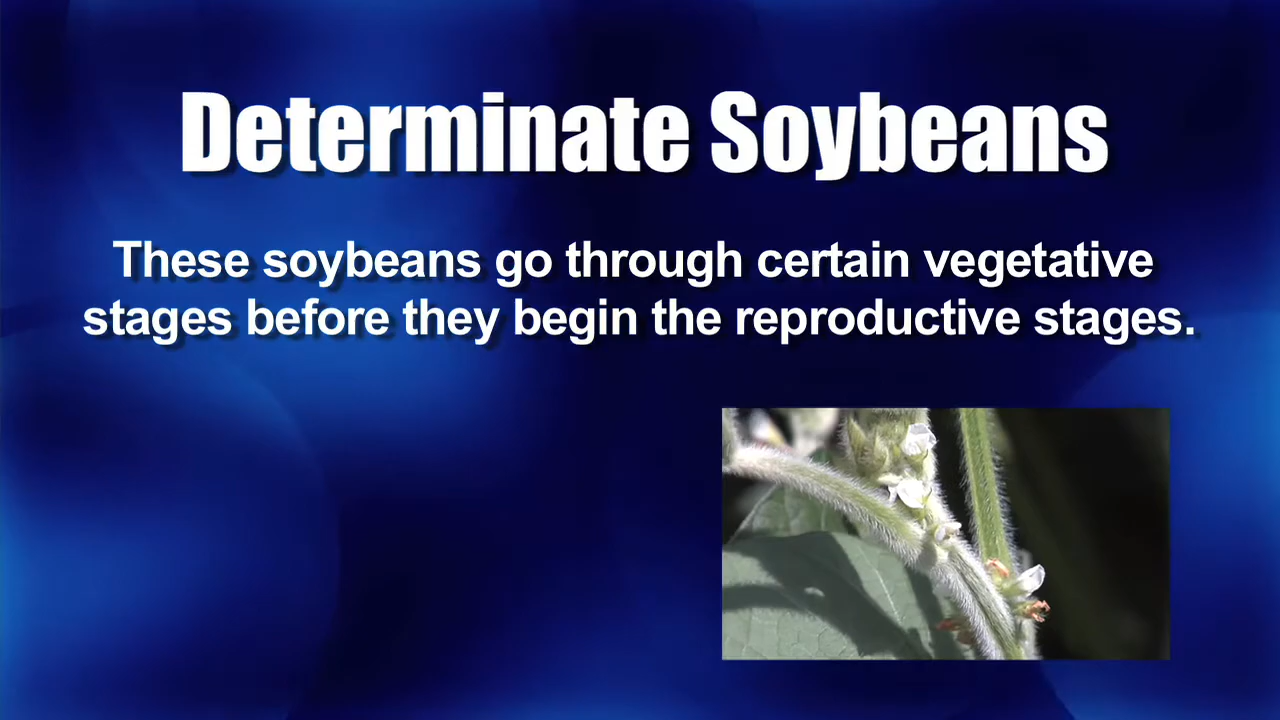 Determinate Soybeans
These soybeans go through certain vegetative
stages before they begin the reproductive stages.